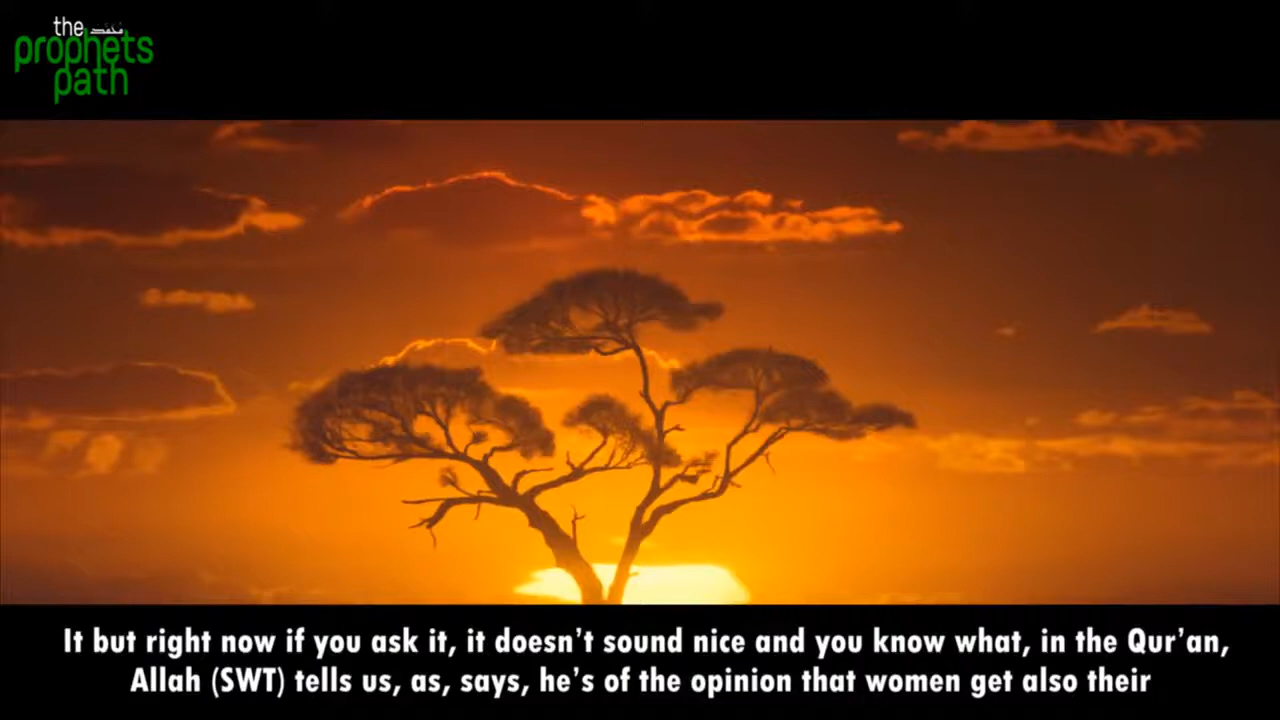 the محمد
prophets
path
It but right now if you ask it, it doesn't sound nice and you know what, in the Qur'an,
Allah (SWT) tells us, as, says, he's of the opinion that women get also their